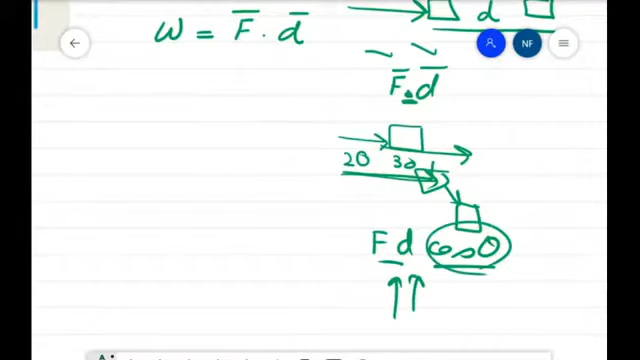 W = F̅ . d̅
d
NF
F̅ . d̅
20 30
F d cosθ